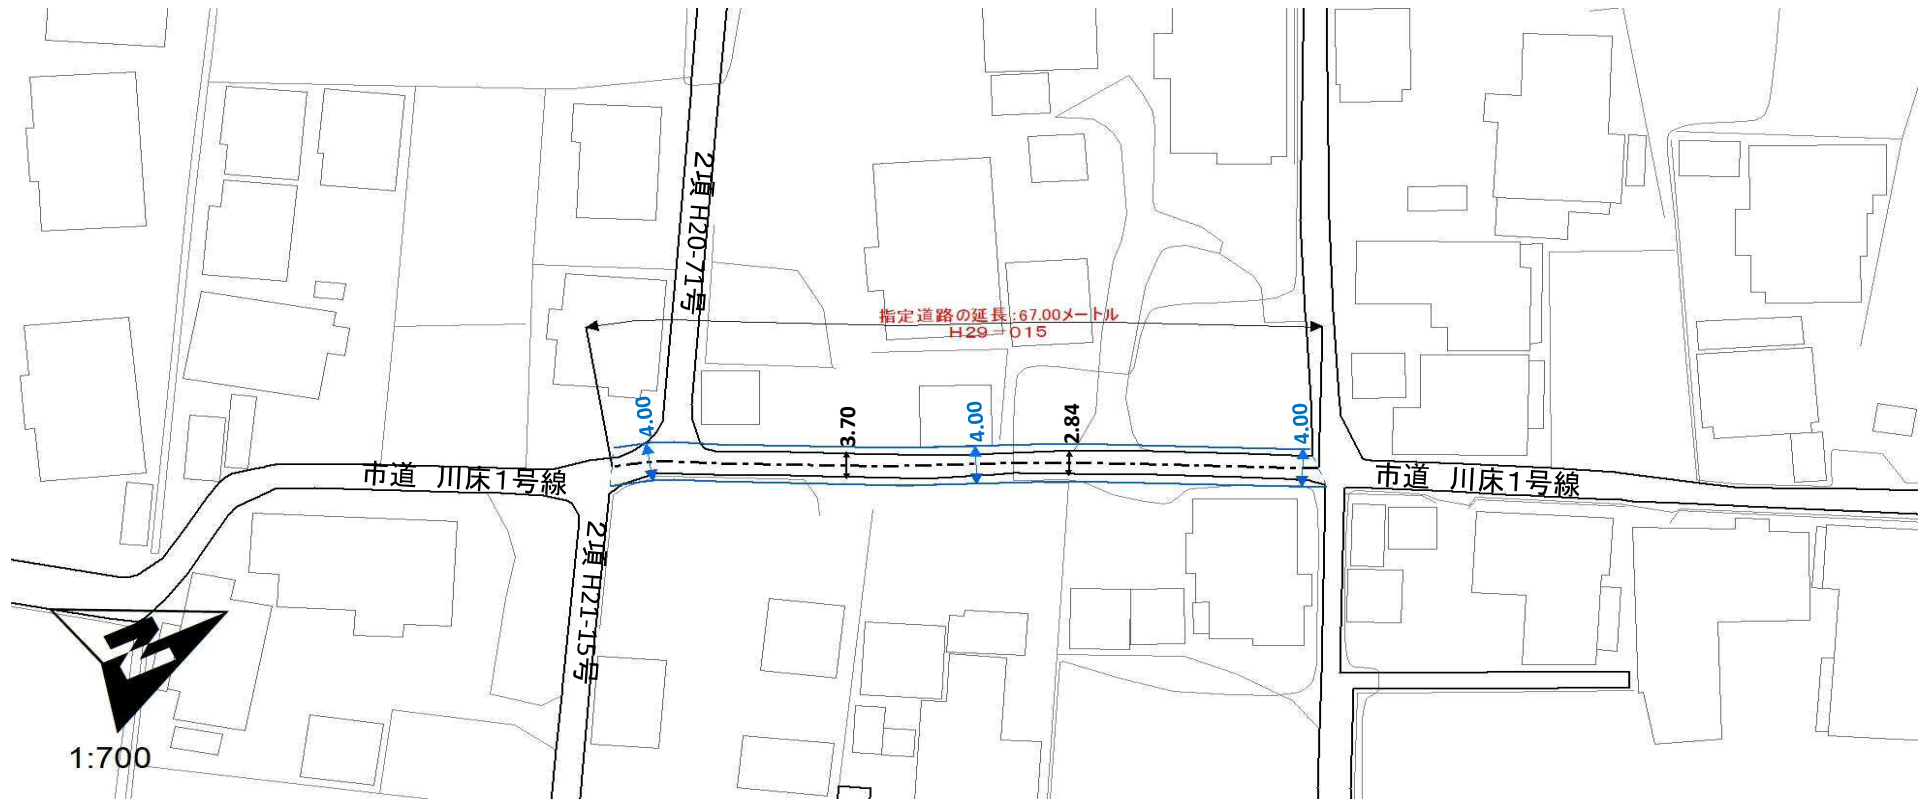 2項 H20-71号
指定道路の延長:67.00メートル
H29-015
4.00
3.70
4.00
2.84
4.00
市道 川床1号線
市道 川床1号線
2項 H21-15号
N
1:700